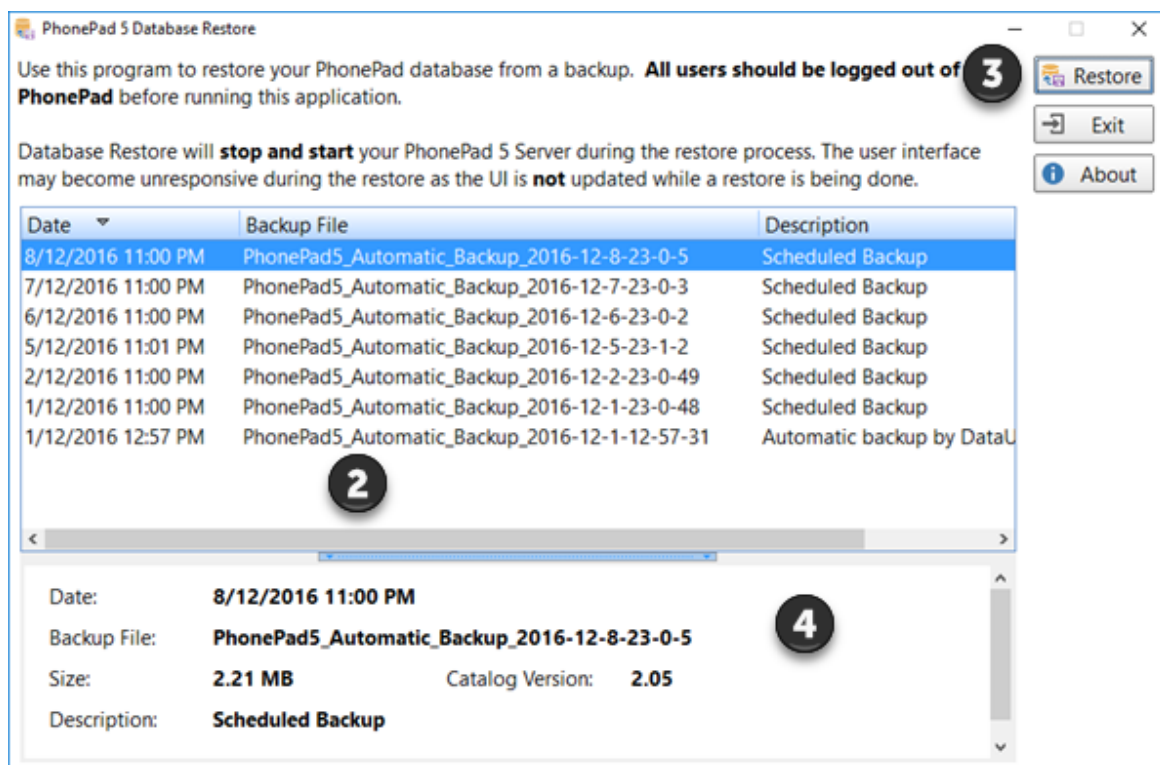 PhonePad 5 Database Restore
Use this program to restore your PhonePad database from a backup. All users should be logged out of
PhonePad before running this application.
3
Restore
Exit
Database Restore will stop and start your PhonePad 5 Server during the restore process. The user interface
may become unresponsive during the restore as the UI is not updated while a restore is being done.
About
Date Backup File Description
8/12/2016 11:00 PM PhonePad5_Automatic_Backup_2016-12-8-23-0-5 Scheduled Backup
7/12/2016 11:00 PM PhonePad5_Automatic_Backup_2016-12-7-23-0-3 Scheduled Backup
6/12/2016 11:00 PM PhonePad5_Automatic_Backup_2016-12-6-23-0-2 Scheduled Backup
5/12/2016 11:01 PM PhonePad5_Automatic_Backup_2016-12-5-23-1-2 Scheduled Backup
2/12/2016 11:00 PM PhonePad5_Automatic_Backup_2016-12-2-23-0-49 Scheduled Backup
1/12/2016 11:00 PM PhonePad5_Automatic_Backup_2016-12-1-23-0-48 Scheduled Backup
1/12/2016 12:57 PM PhonePad5_Automatic_Backup_2016-12-1-12-57-31 Automatic backup by DataU
2
Date: 8/12/2016 11:00 PM
4
Backup File: PhonePad5_Automatic_Backup_2016-12-8-23-0-5
Size: 2.21 MB Catalog Version: 2.05
Description: Scheduled Backup